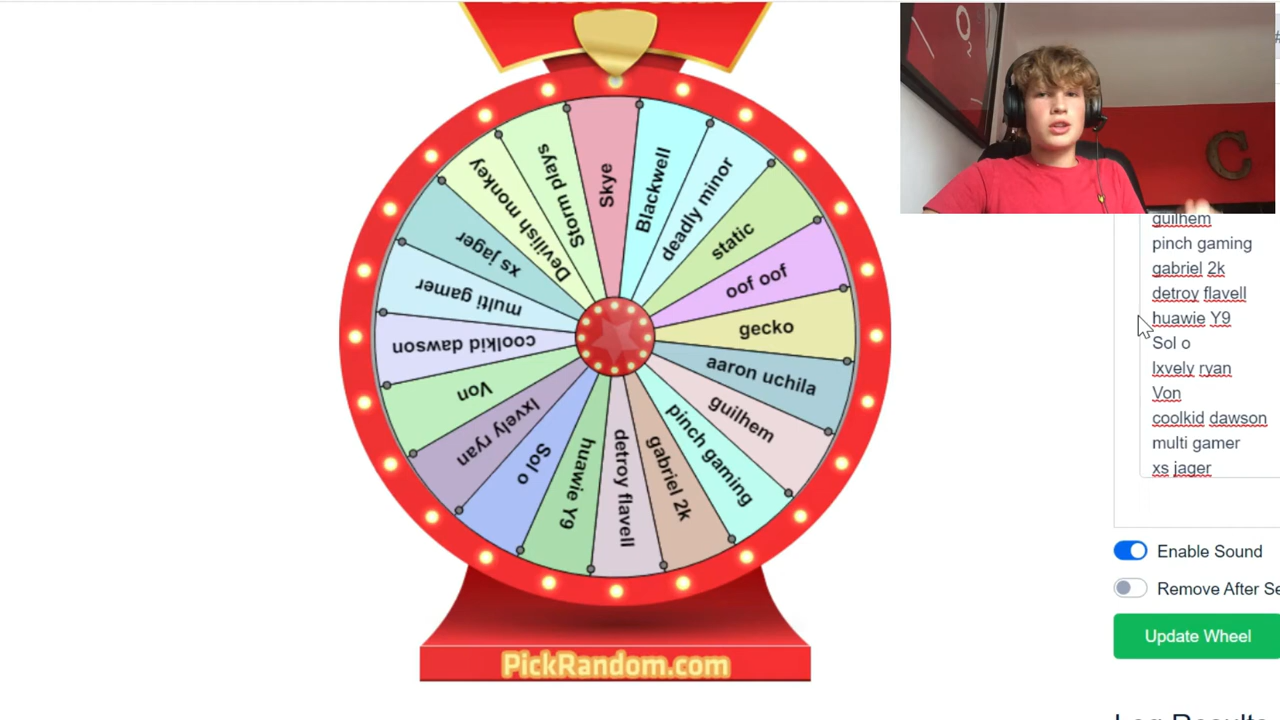 Skye
Blackwell
deadly minor
static
oof oof
gecko
aaron uchila
guilhem
pinch gaming
gabriel 2k
detroy flavell
huawie Y9
Sol o
lxvely ryan
Von
coolkid dawson
multi gamer
xs jager
Devilish monkey
Storm plays
PickRandom.com
C
guilhem
pinch gaming
gabriel 2k
detroy flavell
huawie Y9
Sol o
lxvely ryan
Von
coolkid dawson
multi gamer
xs jager
Enable Sound
Remove After Se
Update Wheel